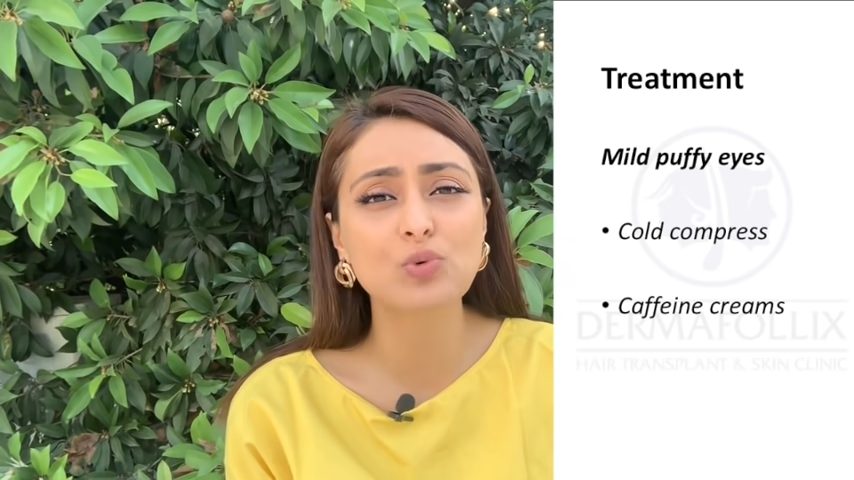 Treatment
Mild puffy eyes
• Cold compress
• Caffeine creams
DERMAFOLLIX
HAIR TRANSPLANT & SKIN CLINIC